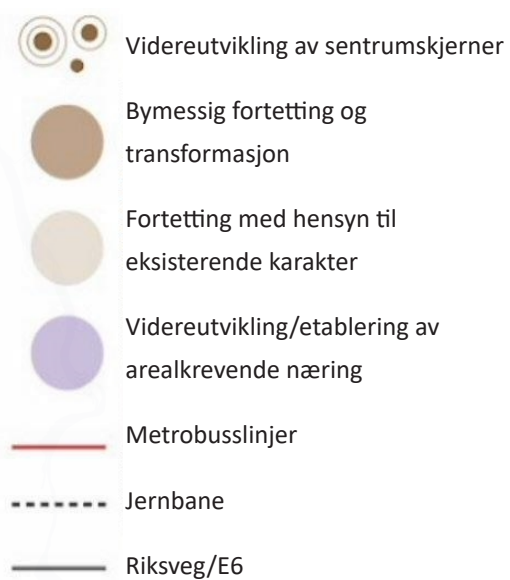 Videreutvikling av sentrumskjerner
Bymessig fortetting og
transformasjon
Fortetting med hensyn til
eksisterende karakter
Videreutvikling/etablering av
arealkrevende næring
Metrobusslinjer
Jernbane
Riksveg/E6